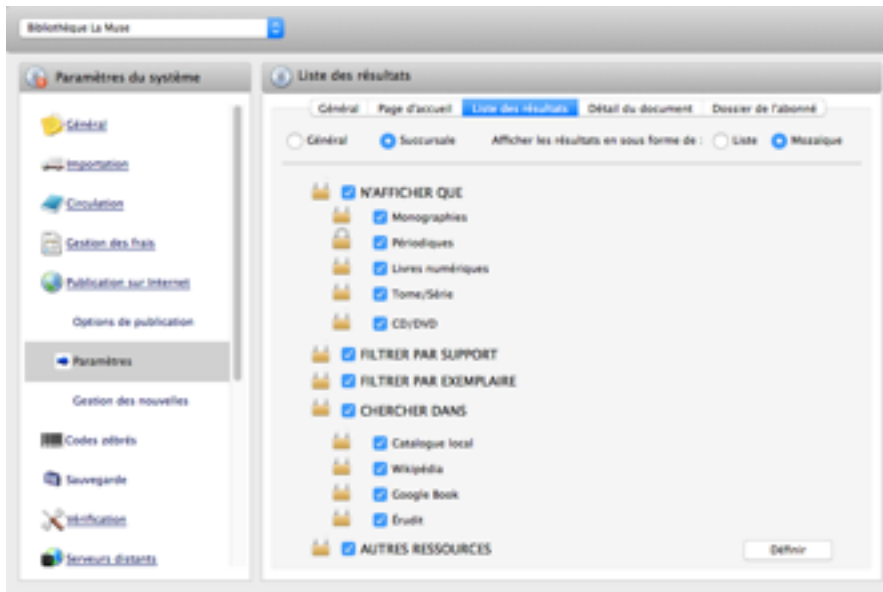 Bibliothèque La Muse
Paramètres du système
Général
Importation
Circulation
Gestion des frais
Publication sur Internet
Options de publication
Paramètres
Gestion des nouvelles
Codes zébrés
Sauvegarde
Vérification
Serveurs distants
Liste des résultats
Général Page d'accueil Liste des résultats Détail du document Dossier de l'abonné
Général Succursale Afficher les résultats en sous forme de : Liste Mozaïque
N'AFFICHER QUE
Monographies
Périodiques
Livres numériques
Tome/Série
CD/DVD
FILTRER PAR SUPPORT
FILTRER PAR EXEMPLAIRE
CHERCHER DANS
Catalogue local
Wikipédia
Google Book
Érudit
AUTRES RESSOURCES
Définir